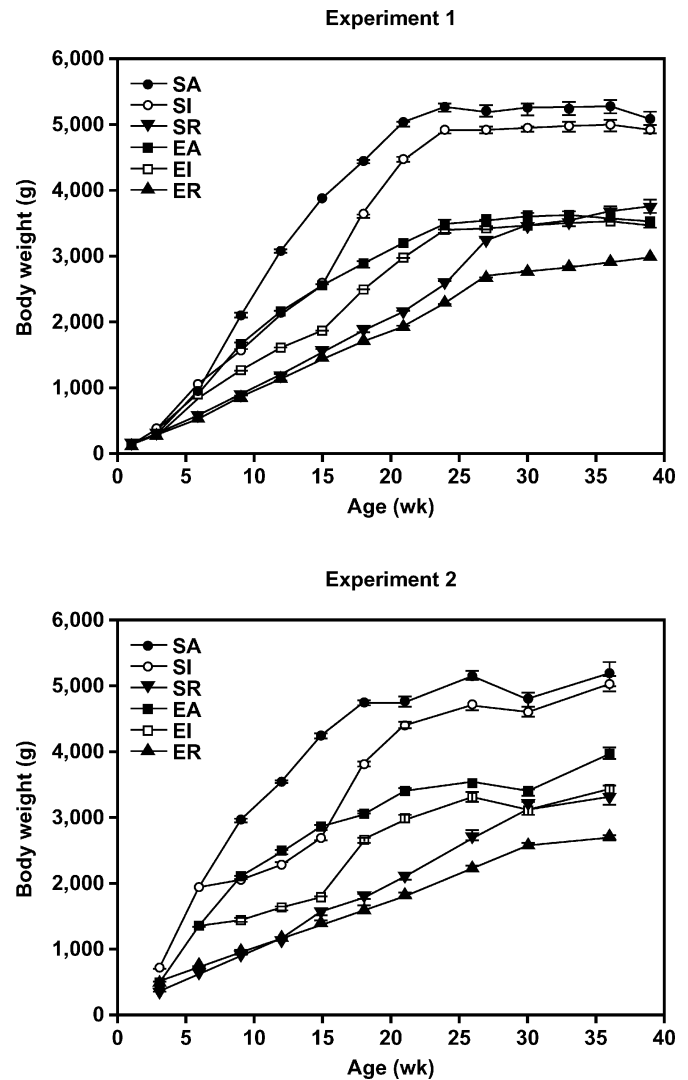 Experiment 1
6,000
5,000
4,000
3,000
2,000
1,000
0
Body weight (g)
SA
SI
SR
EA
EI
ER
0 5 10 15 20 25 30 35 40
Age (wk)
Experiment 2
6,000
5,000
4,000
3,000
2,000
1,000
0
Body weight (g)
SA
SI
SR
EA
EI
ER
0 5 10 15 20 25 30 35 40
Age (wk)